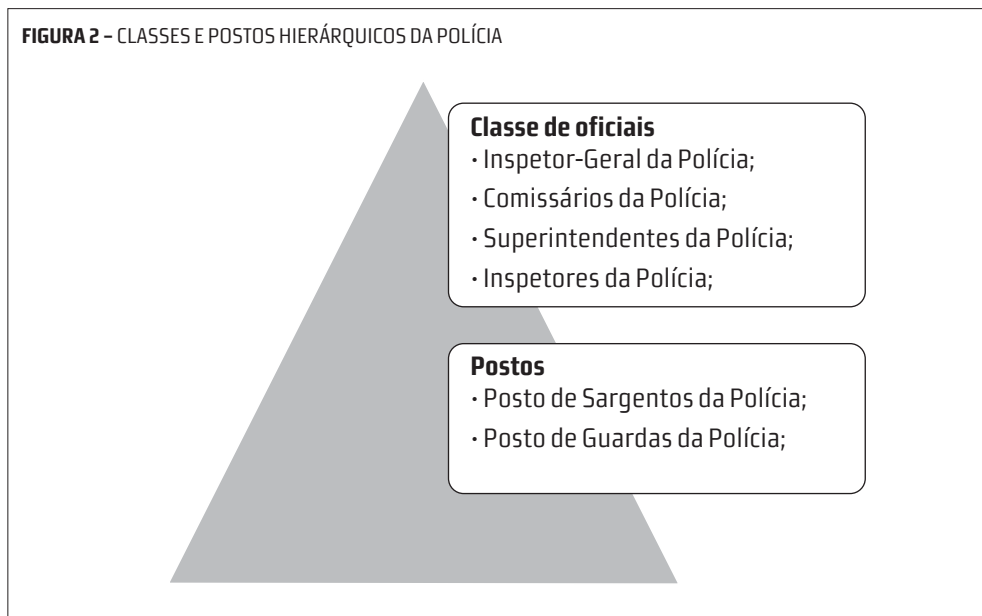 FIGURA 2 – CLASSES E POSTOS HIERÁRQUICOS DA POLÍCIA
Classe de oficiais
· Inspetor-Geral da Polícia;
· Comissários da Polícia;
· Superintendentes da Polícia;
· Inspetores da Polícia;
Postos
· Posto de Sargentos da Polícia;
· Posto de Guardas da Polícia;